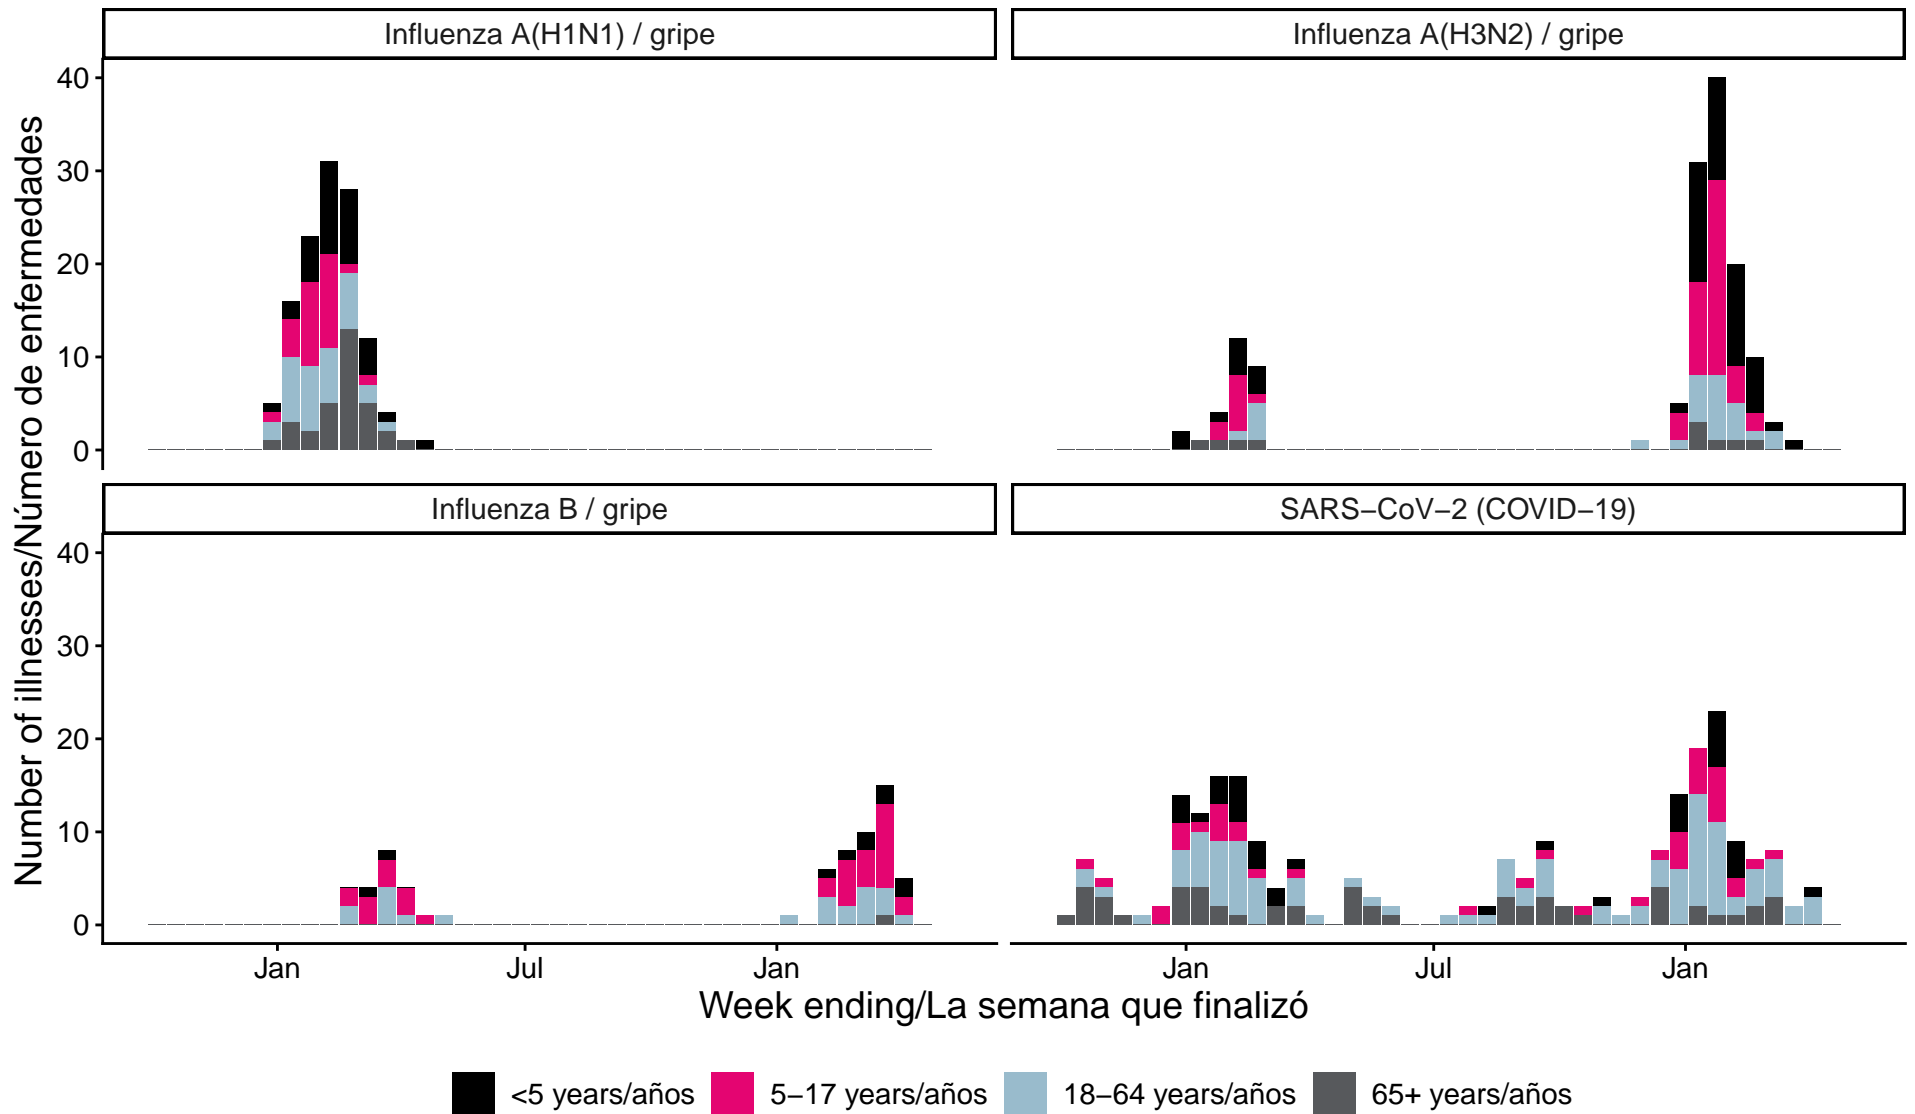 Influenza A(H1N1) / gripe
Influenza A(H3N2) / gripe
40
30
20
10
0
Influenza B / gripe
SARS−CoV−2 (COVID−19)
40
30
20
10
0
Number of illnesses/Número de enfermedades
Jan Jul Jan
Jan Jul Jan
Week ending/La semana que finalizó
<5 years/años 5−17 years/años 18−64 years/años 65+ years/años